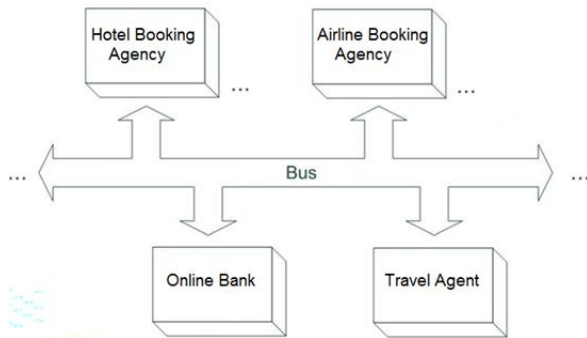 Hotel Booking
Agency
Airline Booking
Agency
...
...
...
Bus
...
Online Bank
Travel Agent